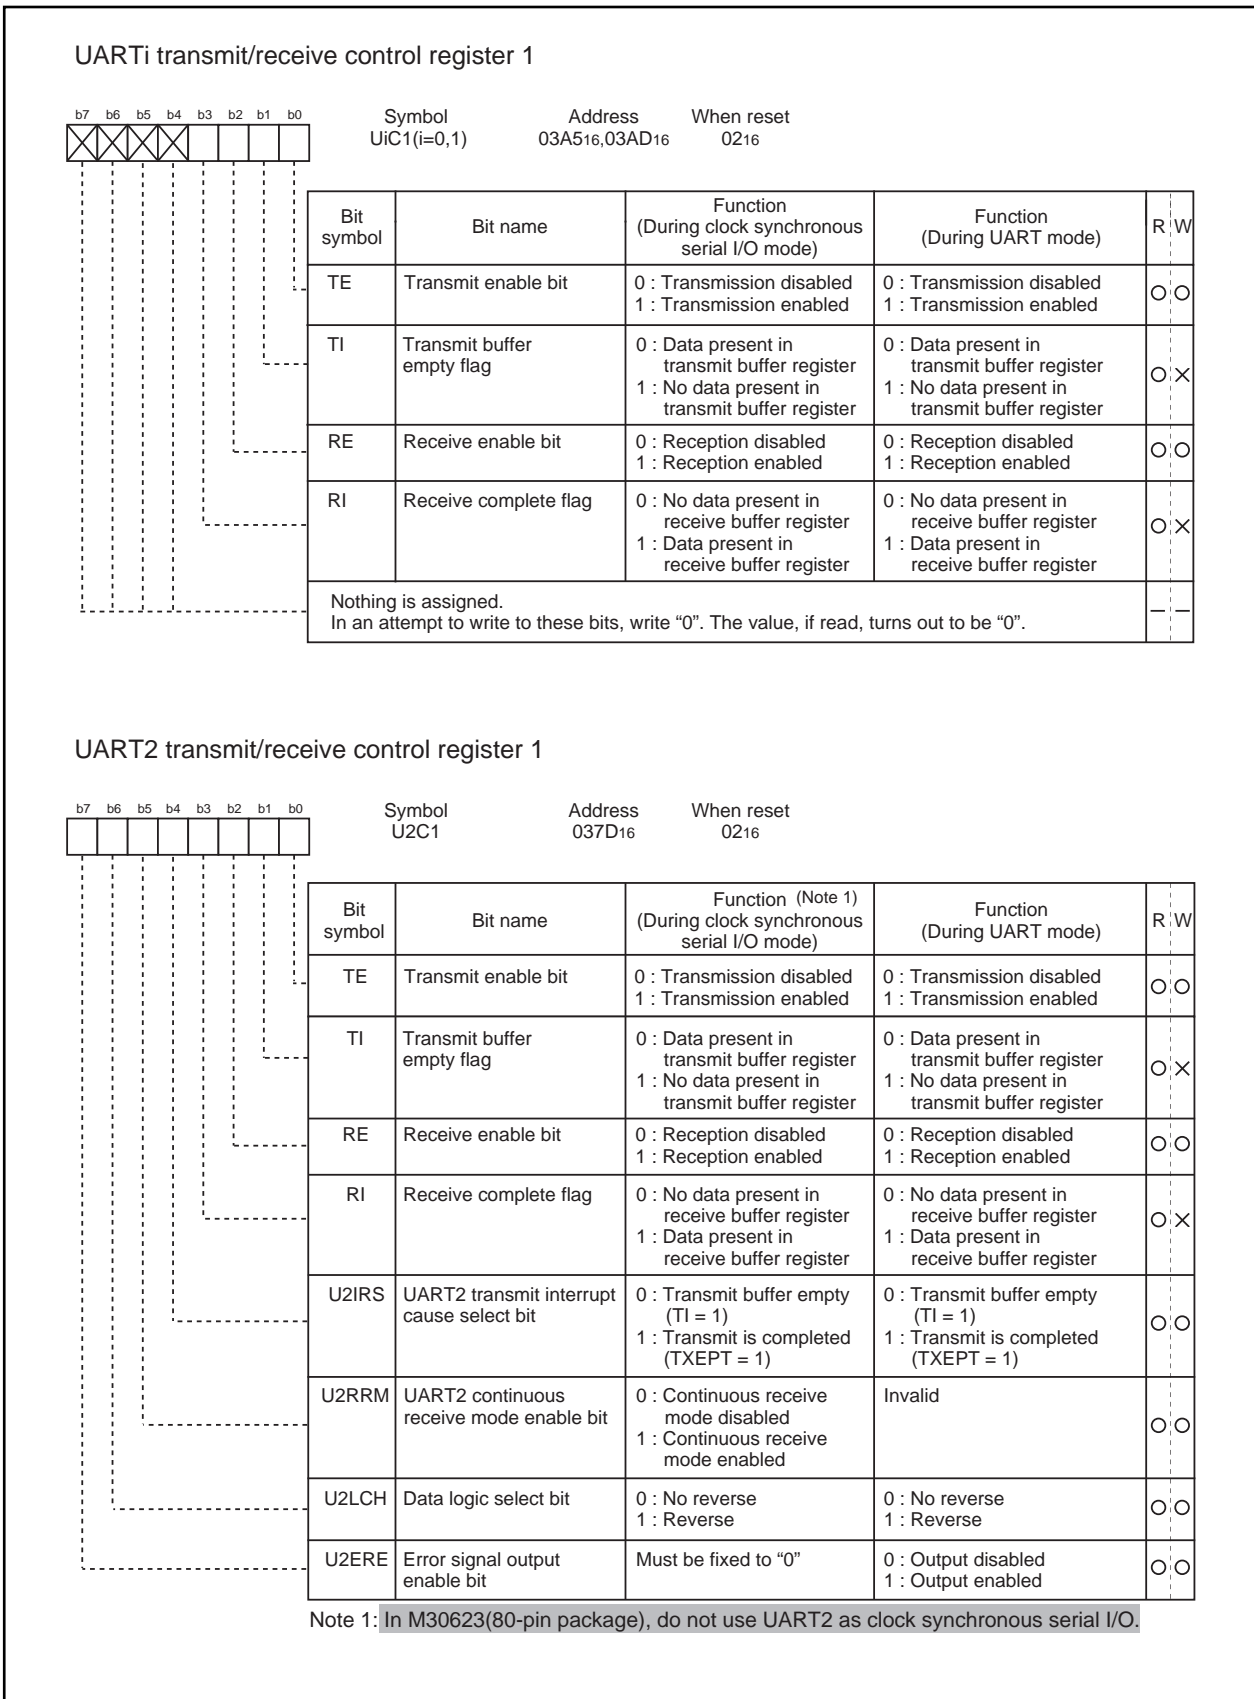 UARTi transmit/receive control register 1
b7 b6 b5 b4 b3 b2 b1 b0
Symbol Address When reset
UiC1(i=0,1) 03A516,03AD16 0216
Bit symbol Bit name Function (During clock synchronous serial I/O mode) Function (During UART mode) R W
TE Transmit enable bit 0 : Transmission disabled 0 : Transmission disabled
1 : Transmission enabled 1 : Transmission enabled
TI Transmit buffer 0 : Data present in 0 : Data present in
empty flag transmit buffer register transmit buffer register
1 : No data present in 1 : No data present in
transmit buffer register transmit buffer register
RE Receive enable bit 0 : Reception disabled 0 : Reception disabled
1 : Reception enabled 1 : Reception enabled
RI Receive complete flag 0 : No data present in 0 : No data present in
receive buffer register receive buffer register
1 : Data present in 1 : Data present in
receive buffer register receive buffer register
Nothing is assigned.
In an attempt to write to these bits, write “0”. The value, if read, turns out to be “0”.
UART2 transmit/receive control register 1
b7 b6 b5 b4 b3 b2 b1 b0
Symbol Address When reset
U2C1 037D16 0216
Bit symbol Bit name Function (Note 1) (During clock synchronous serial I/O mode) Function (During UART mode) R W
TE Transmit enable bit 0 : Transmission disabled 0 : Transmission disabled
1 : Transmission enabled 1 : Transmission enabled
TI Transmit buffer 0 : Data present in 0 : Data present in
empty flag transmit buffer register transmit buffer register
1 : No data present in 1 : No data present in
transmit buffer register transmit buffer register
RE Receive enable bit 0 : Reception disabled 0 : Reception disabled
1 : Reception enabled 1 : Reception enabled
RI Receive complete flag 0 : No data present in 0 : No data present in
receive buffer register receive buffer register
1 : Data present in 1 : Data present in
receive buffer register receive buffer register
U2IRS UART2 transmit interrupt 0 : Transmit buffer empty 0 : Transmit buffer empty
cause select bit (TI = 1) (TI = 1)
1 : Transmit is completed 1 : Transmit is completed
(TXEPT = 1) (TXEPT = 1)
U2RRM UART2 continuous 0 : Continuous receive Invalid
receive mode enable bit mode disabled
1 : Continuous receive
mode enabled
U2LCH Data logic select bit 0 : No reverse 0 : No reverse
1 : Reverse 1 : Reverse
U2ERE Error signal output Must be fixed to “0” 0 : Output disabled
enable bit 1 : Output enabled
Note 1: In M30623(80-pin package), do not use UART2 as clock synchronous serial I/O.